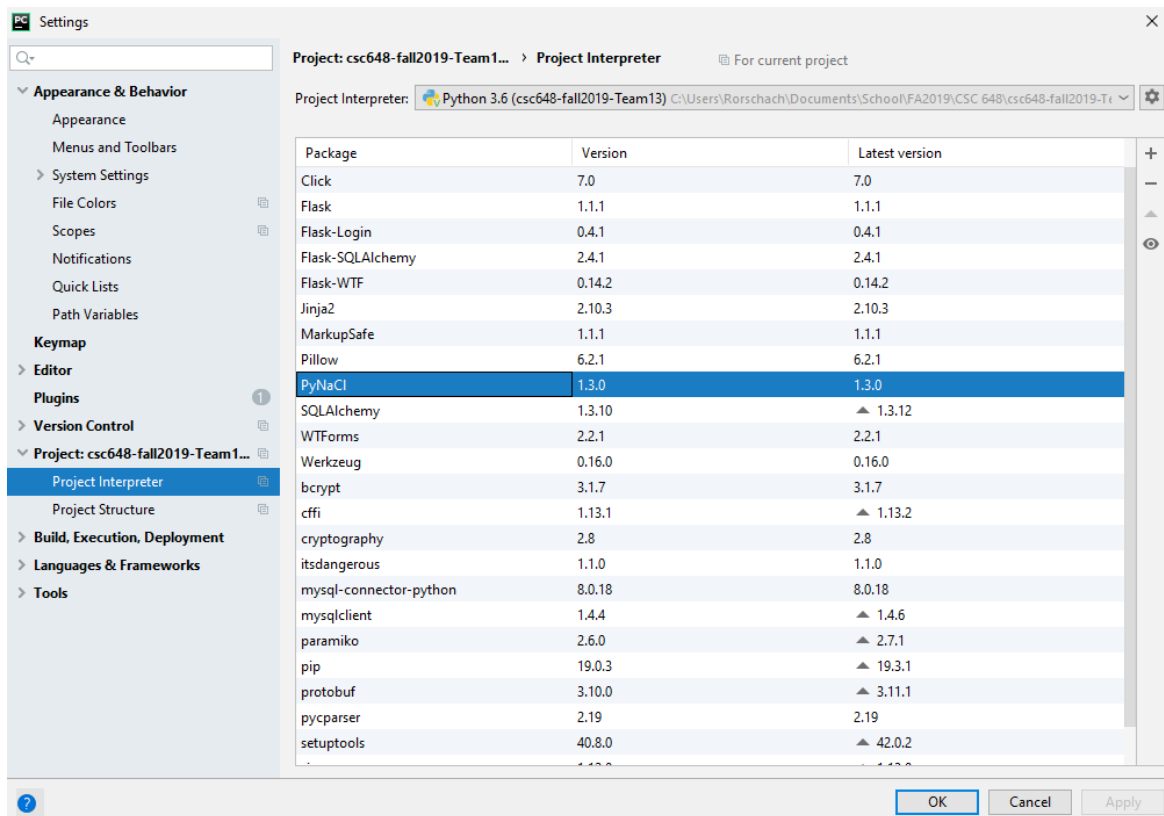 PC Settings
Project: csc648-fall2019-Team1... › Project Interpreter For current project
Appearance & Behavior
Appearance
Menus and Toolbars
System Settings
File Colors
Scopes
Notifications
Quick Lists
Path Variables
Keymap
Editor
Plugins 1
Version Control
Project: csc648-fall2019-Team1...
Project Interpreter
Project Structure
Build, Execution, Deployment
Languages & Frameworks
Tools
Project Interpreter: Python 3.6 (csc648-fall2019-Team13) C:\Users\Rorschach\Documents\School\FA2019\CSC 648\csc648-fall2019-Te
Package Version Latest version
Click 7.0 7.0
Flask 1.1.1 1.1.1
Flask-Login 0.4.1 0.4.1
Flask-SQLAlchemy 2.4.1 2.4.1
Flask-WTF 0.14.2 0.14.2
Jinja2 2.10.3 2.10.3
MarkupSafe 1.1.1 1.1.1
Pillow 6.2.1 6.2.1
PyNaCl 1.3.0 1.3.0
SQLAlchemy 1.3.10 1.3.12
WTForms 2.2.1 2.2.1
Werkzeug 0.16.0 0.16.0
bcrypt 3.1.7 3.1.7
cffi 1.13.1 1.13.2
cryptography 2.8 2.8
itsdangerous 1.1.0 1.1.0
mysql-connector-python 8.0.18 8.0.18
mysqlclient 1.4.4 1.4.6
paramiko 2.6.0 2.7.1
pip 19.0.3 19.3.1
protobuf 3.10.0 3.11.1
pycparser 2.19 2.19
setuptools 40.8.0 42.0.2
? OK Cancel Apply